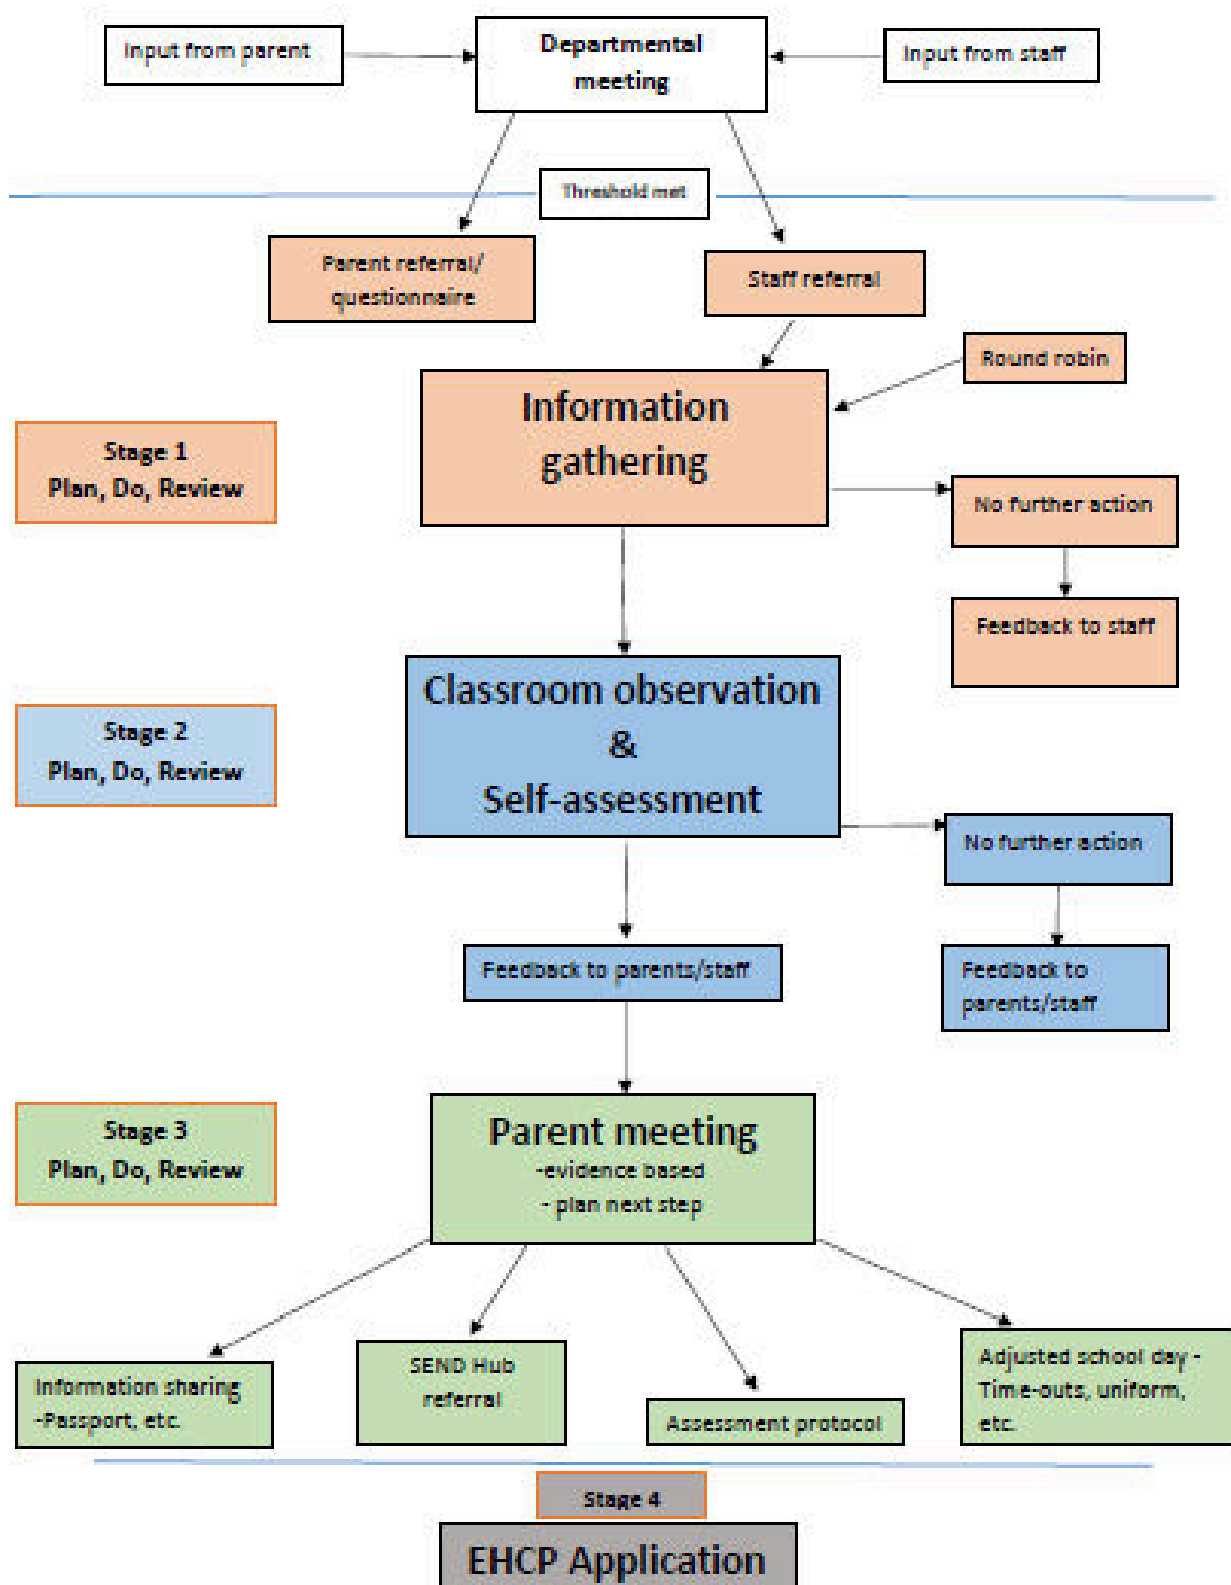 Input from parent
Departmental
meeting
Input from staff
Threshold met
Parent referral/
questionnaire
Staff referral
Round robin
Information
gathering
Stage 1
Plan, Do, Review
No further action
Feedback to staff
Classroom observation
&
Self-assessment
Stage 2
Plan, Do, Review
No further action
Feedback to parents/staff
Feedback to
parents/staff
Stage 3
Plan, Do, Review
Parent meeting
-evidence based
- plan next step
Information sharing
-Passport, etc.
SEND Hub
referral
Assessment protocol
Adjusted school day -
Time-outs, uniform,
etc.
Stage 4
EHCP Application